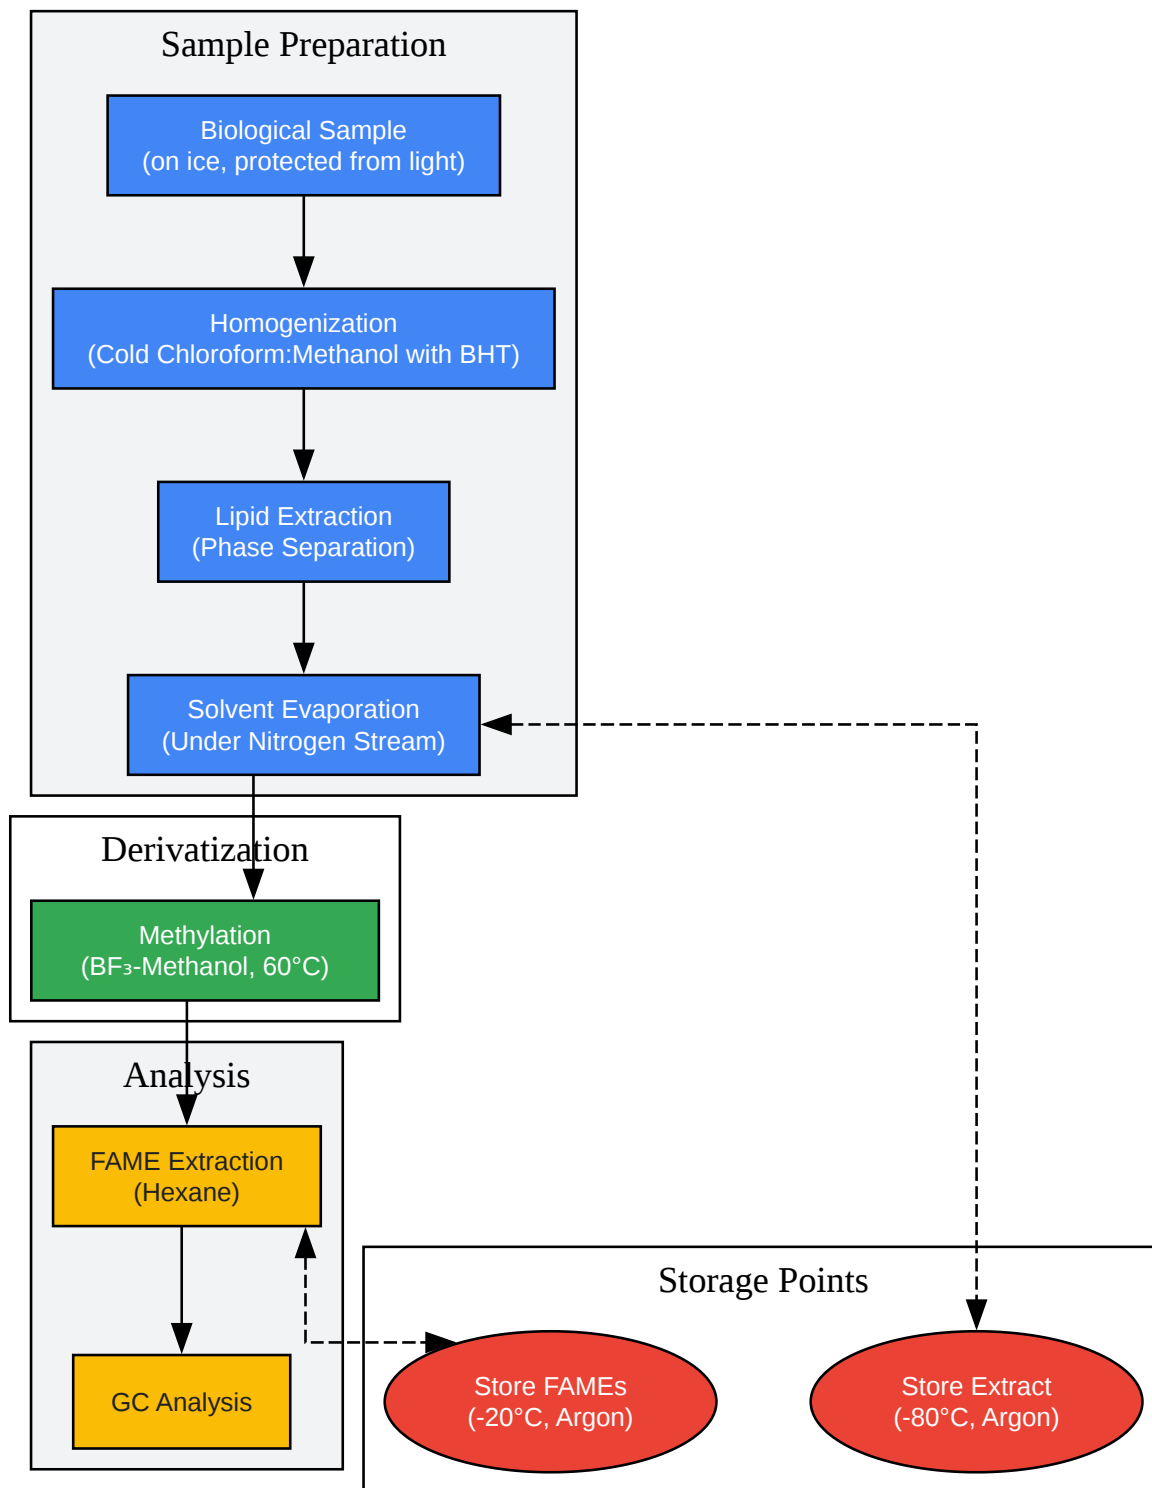 Sample Preparation
Biological Sample
(on ice, protected from light)
Homogenization
(Cold Chloroform:Methanol with BHT)
Lipid Extraction
(Phase Separation)
Solvent Evaporation
(Under Nitrogen Stream)
Derivatization
Methylation
(BF₃-Methanol, 60°C)
Analysis
FAME Extraction
(Hexane)
GC Analysis
Storage Points
Store FAMEs
(-20°C, Argon)
Store Extract
(-80°C, Argon)